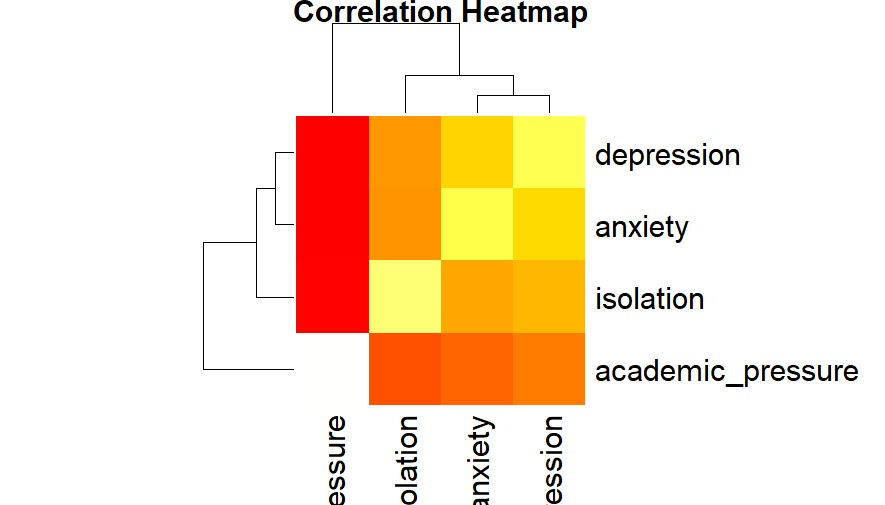 Correlation Heatmap
depression
anxiety
isolation
academic_pressure
essure
olation
anxiety
ession